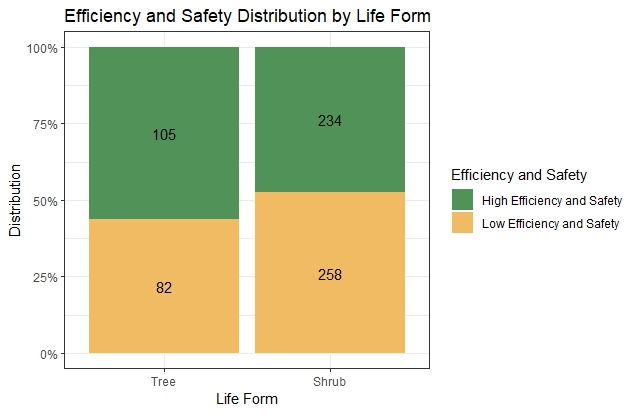 Efficiency and Safety Distribution by Life Form
100%
75%
50%
25%
0%
Distribution
105
234
82
258
Tree
Shrub
Life Form
Efficiency and Safety
High Efficiency and Safety
Low Efficiency and Safety